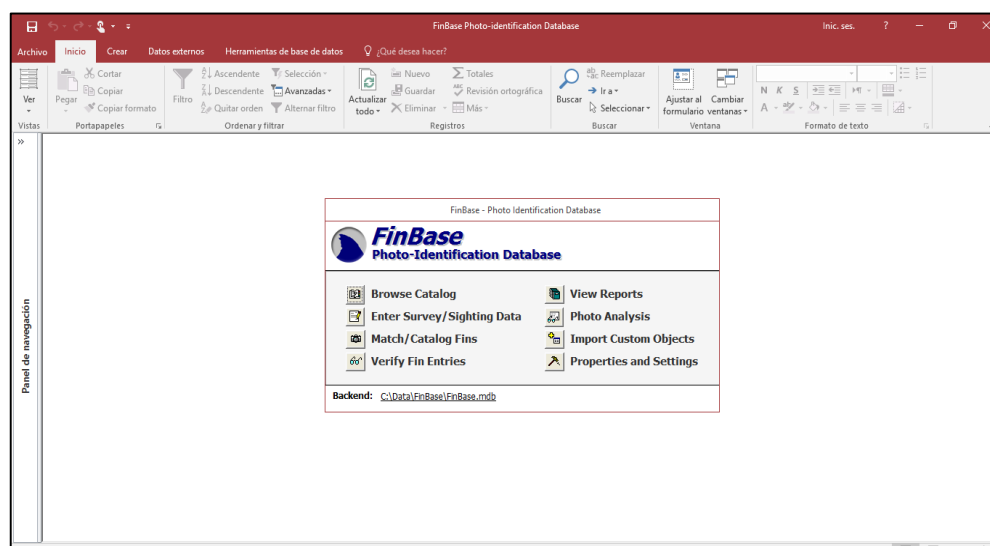 FinBase Photo-identification Database
Inic. ses.
?
Archivo Inicio Crear Datos externos Herramientas de base de datos ¿Qué desea hacer?
Ver
Vistas
Pegar
Cortar
Copiar
Copiar formato
Portapapeles
Filtro
Ascendente
Descendente
Quitar orden
Selección
Avanzadas
Alternar filtro
Ordenar y filtrar
Actualizar
todo
Nuevo
Guardar
Eliminar
Totales
Revisión ortográfica
Más
Registros
Buscar
Reemplazar
Ir a
Seleccionar
Buscar
Ajustar al
formulario
Cambiar
ventanas
Ventana
N K S
A
Formato de texto
Panel de navegación
FinBase - Photo Identification Database
FinBase
Photo-Identification Database
Browse Catalog
Enter Survey/Sighting Data
Match/Catalog Fins
Verify Fin Entries
View Reports
Photo Analysis
Import Custom Objects
Properties and Settings
Backend: C:\Data\FinBase\FinBase.mdb